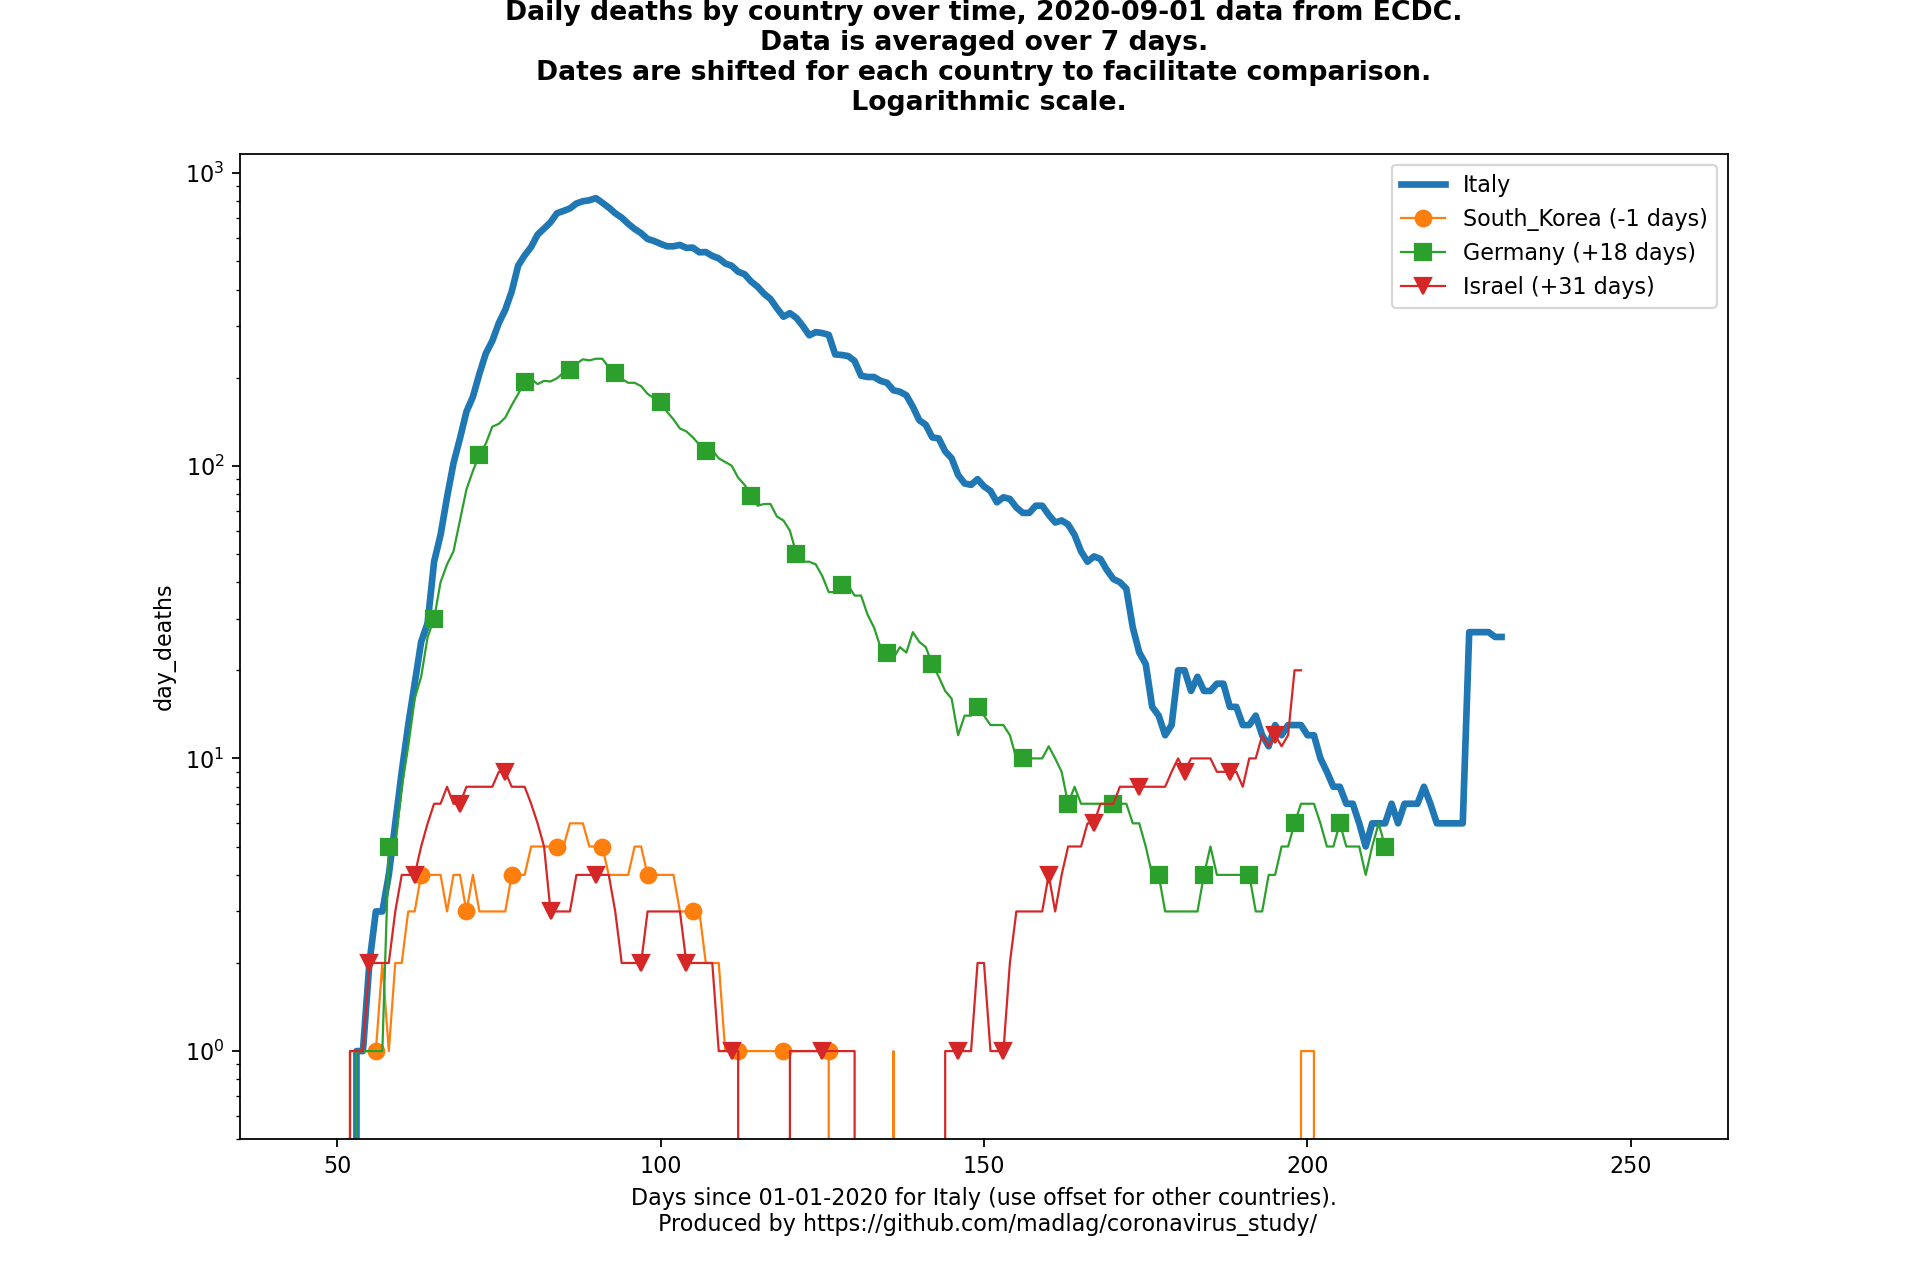 Daily deaths by country over time, 2020-09-01 data from ECDC.
Data is averaged over 7 days.
Dates are shifted for each country to facilitate comparison.
Logarithmic scale.
10³
10²
10¹
10⁰
day_deaths
Italy
South_Korea (-1 days)
Germany (+18 days)
Israel (+31 days)
50 100 150 200 250
Days since 01-01-2020 for Italy (use offset for other countries).
Produced by https://github.com/madlag/coronavirus_study/